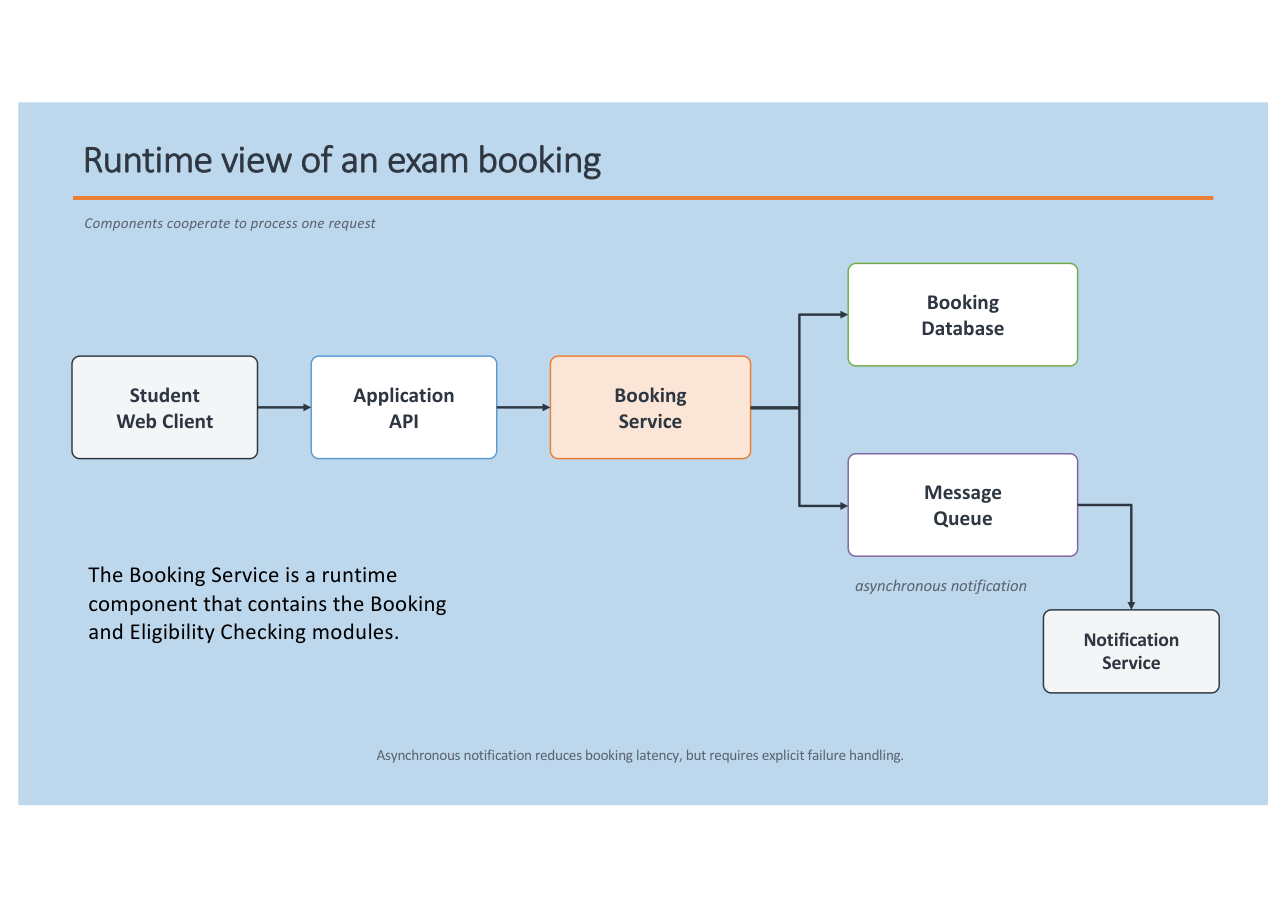 Runtime view of an exam booking
Components cooperate to process one request
Booking
Database
Student
Web Client
Application
API
Booking
Service
Message
Queue
asynchronous notification
The Booking Service is a runtime
component that contains the Booking
and Eligibility Checking modules.
Notification
Service
Asynchronous notification reduces booking latency, but requires explicit failure handling.